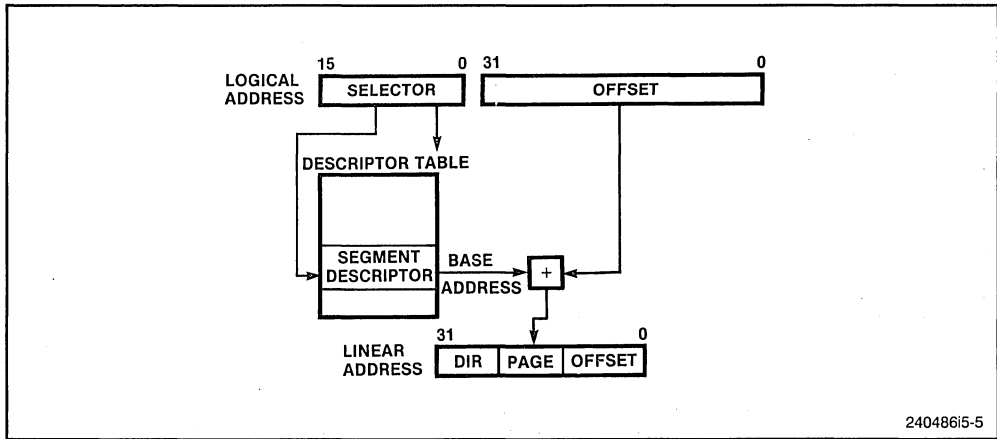 15 0 31 0
LOGICAL
ADDRESS
SELECTOR
OFFSET
DESCRIPTOR TABLE
SEGMENT
DESCRIPTOR
BASE
ADDRESS
+
31 0
LINEAR
ADDRESS
DIR PAGE OFFSET
240486i5-5